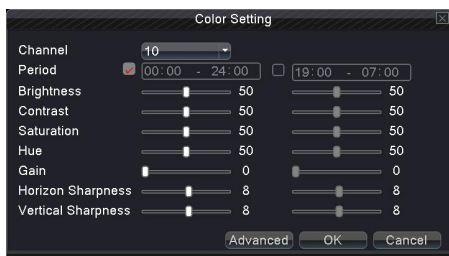 Color Setting
Channel 10
Period 00:00 - 24:00 19:00 - 07:00
Brightness 50 50
Contrast 50 50
Saturation 50 50
Hue 50 50
Gain 0 0
Horizon Sharpness 8 8
Vertical Sharpness 8 8
Advanced OK Cancel